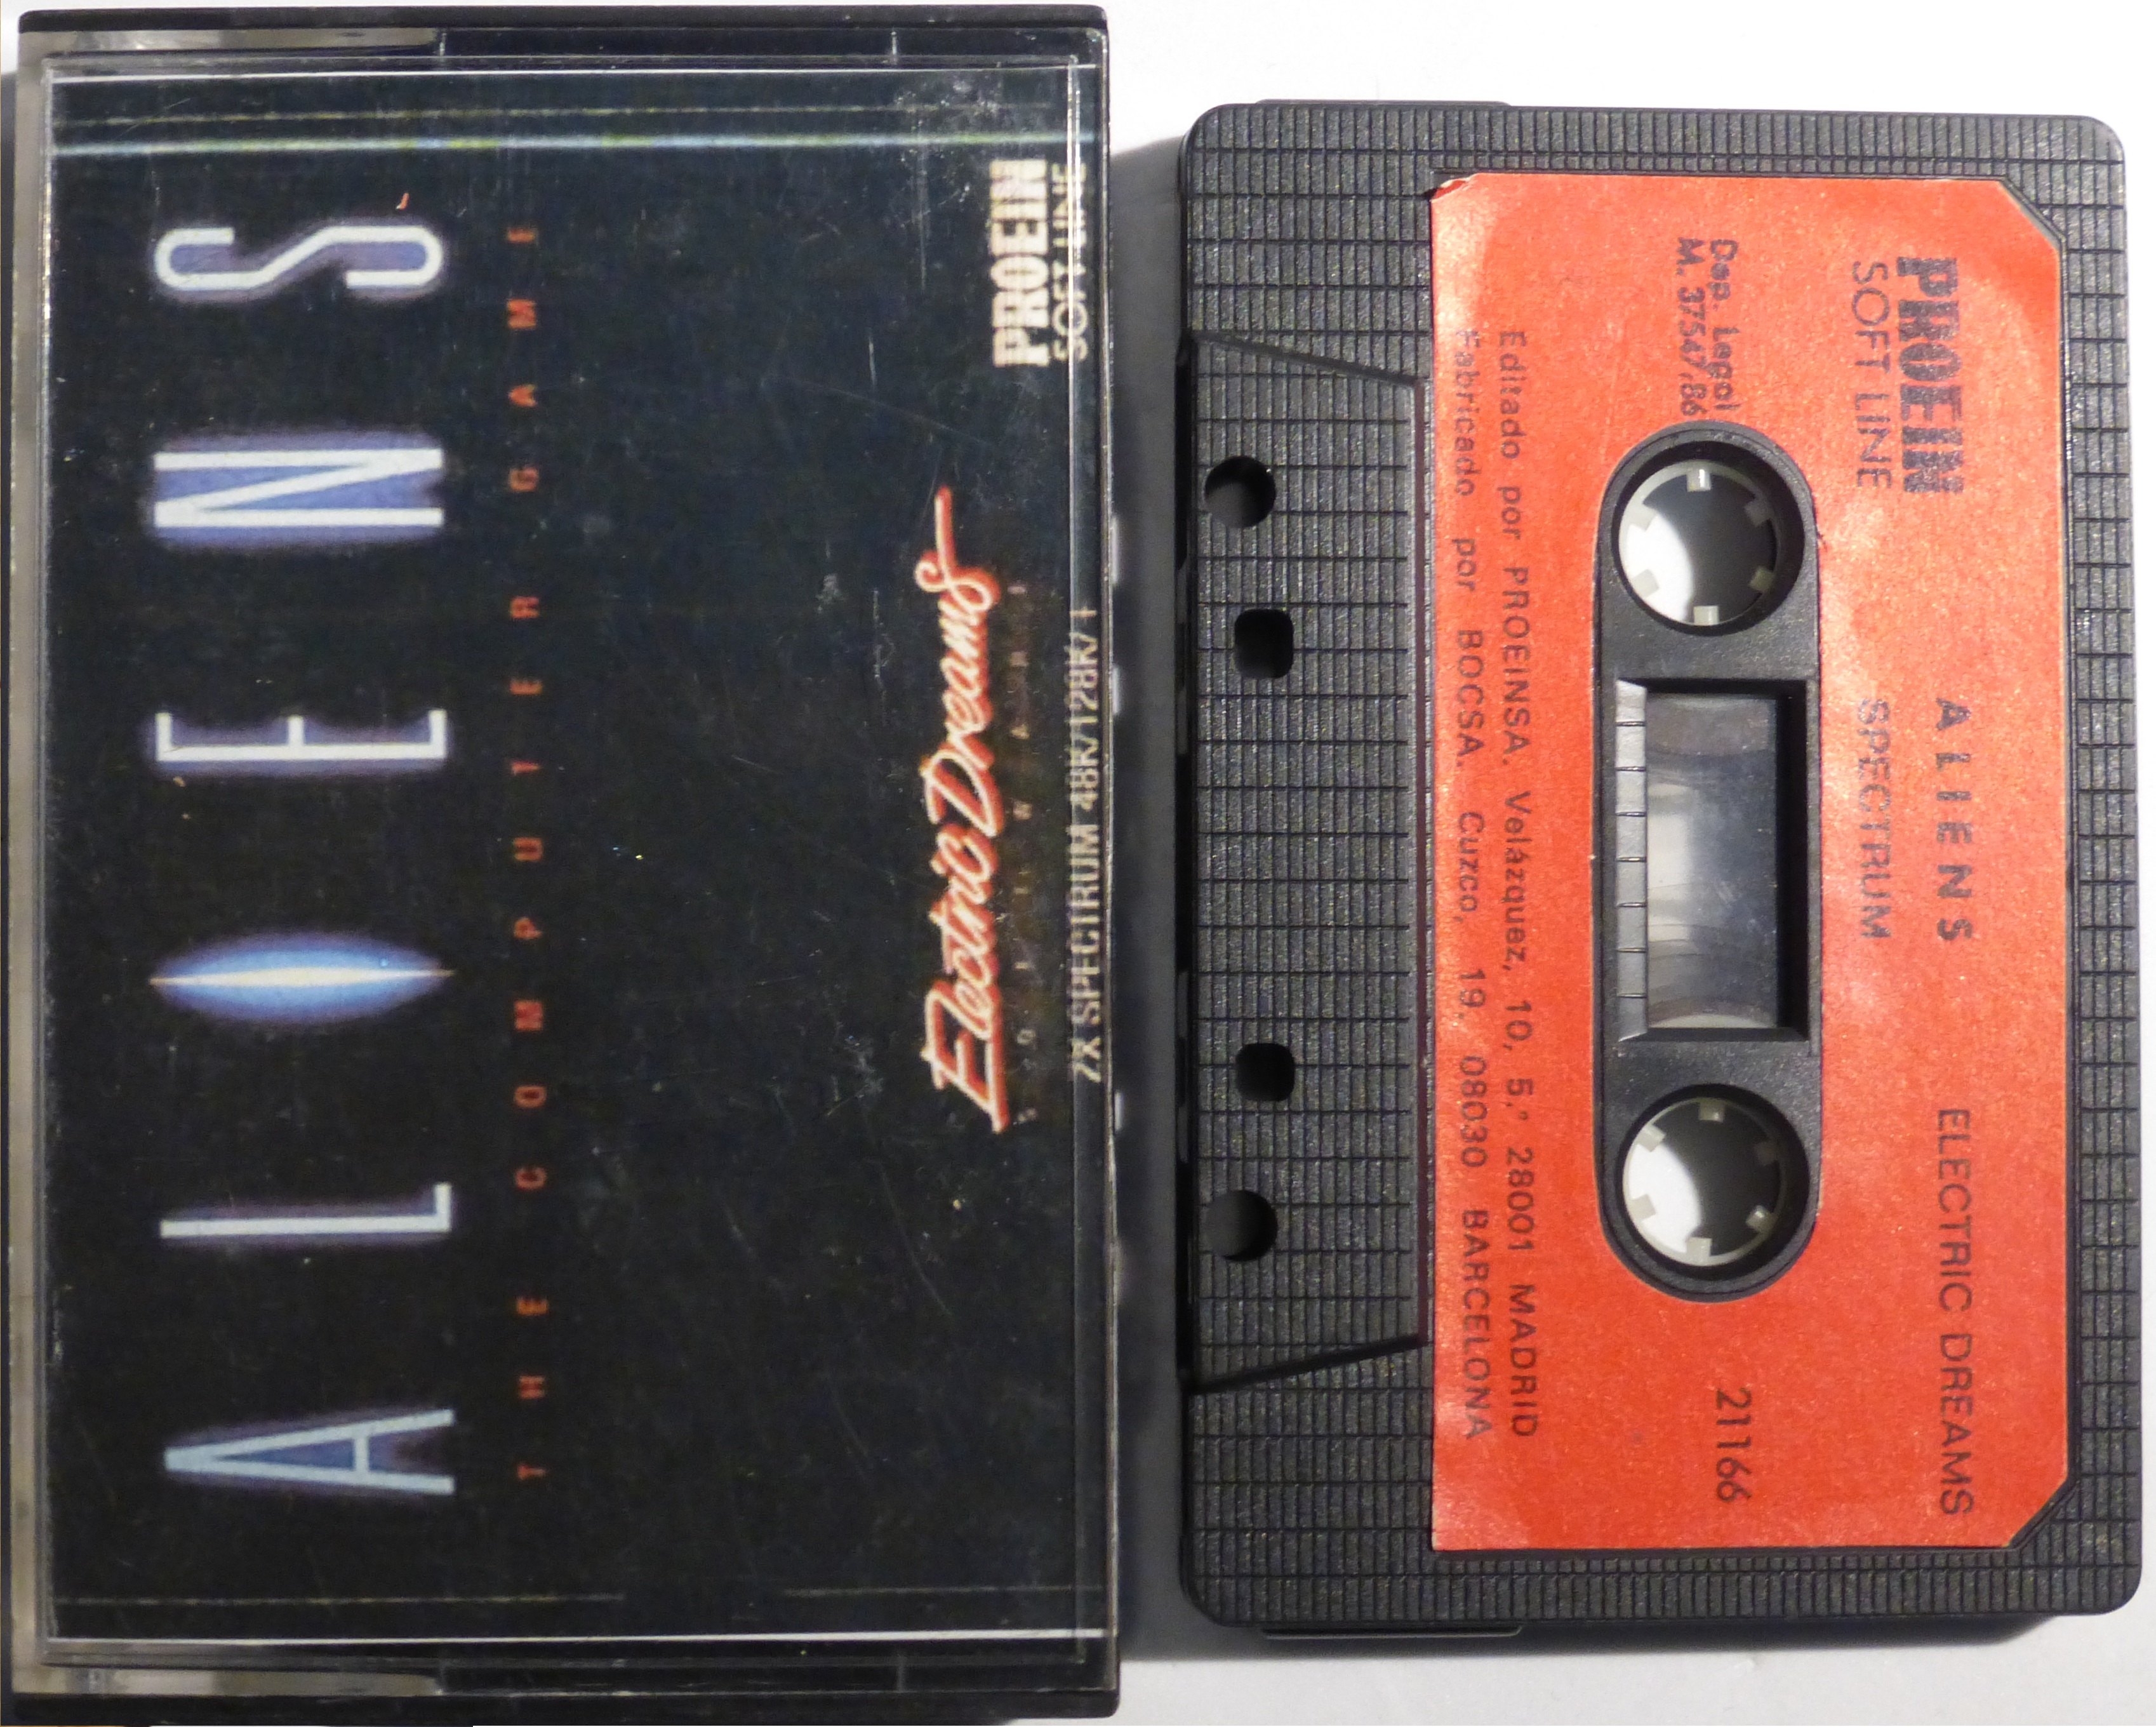 ALIENS
THE COMPUTER GAME
Electric Dreams
SOFTWARE
PROEIN
SOFT LINE
ZX SPECTRUM 48K/128K/+
PROEIN
SOFT LINE
ALIENS
SPECTRUM
ELECTRIC DREAMS
Dep. Legal
M. 37547,86
21166
Editado por PROEINSA. Velázquez, 10, 5.° 28001 MADRID
Fabricado por BOCSA. Cuzco, 19. 08030 BARCELONA